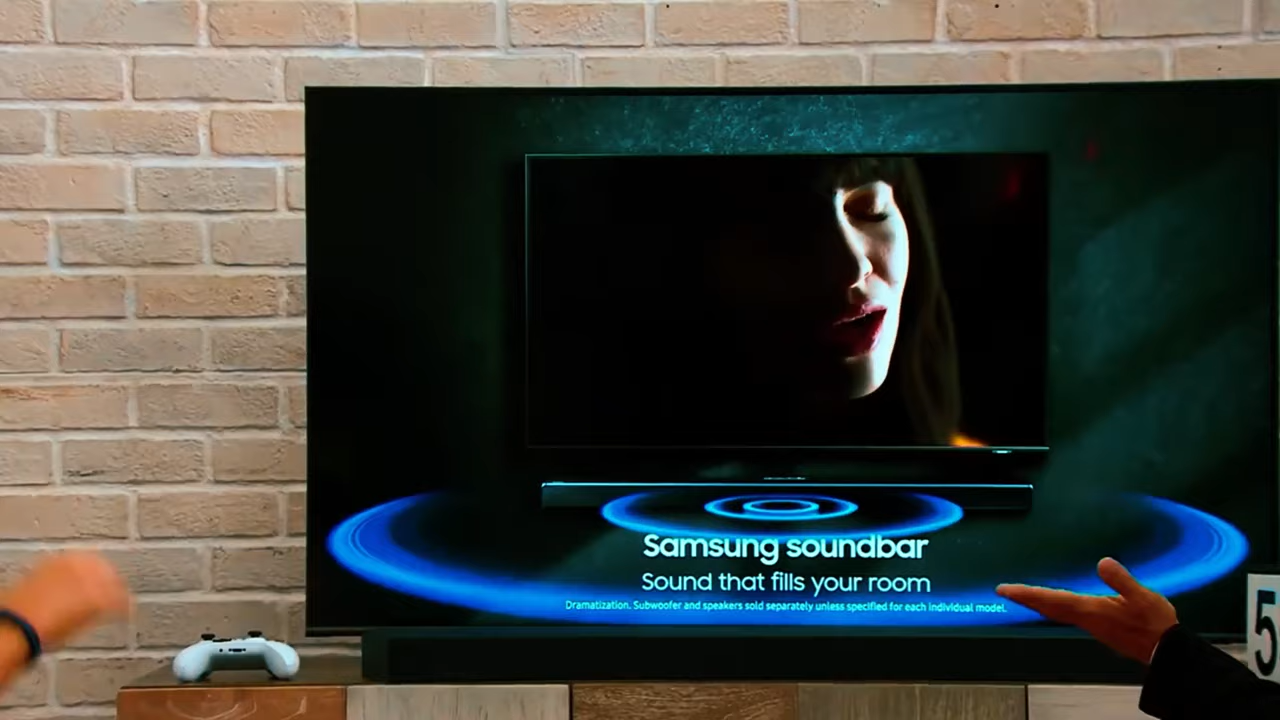 Samsung soundbar
Sound that fills your room
Dramatization. Subwoofer and speakers sold separately unless specified for each individual model.
5